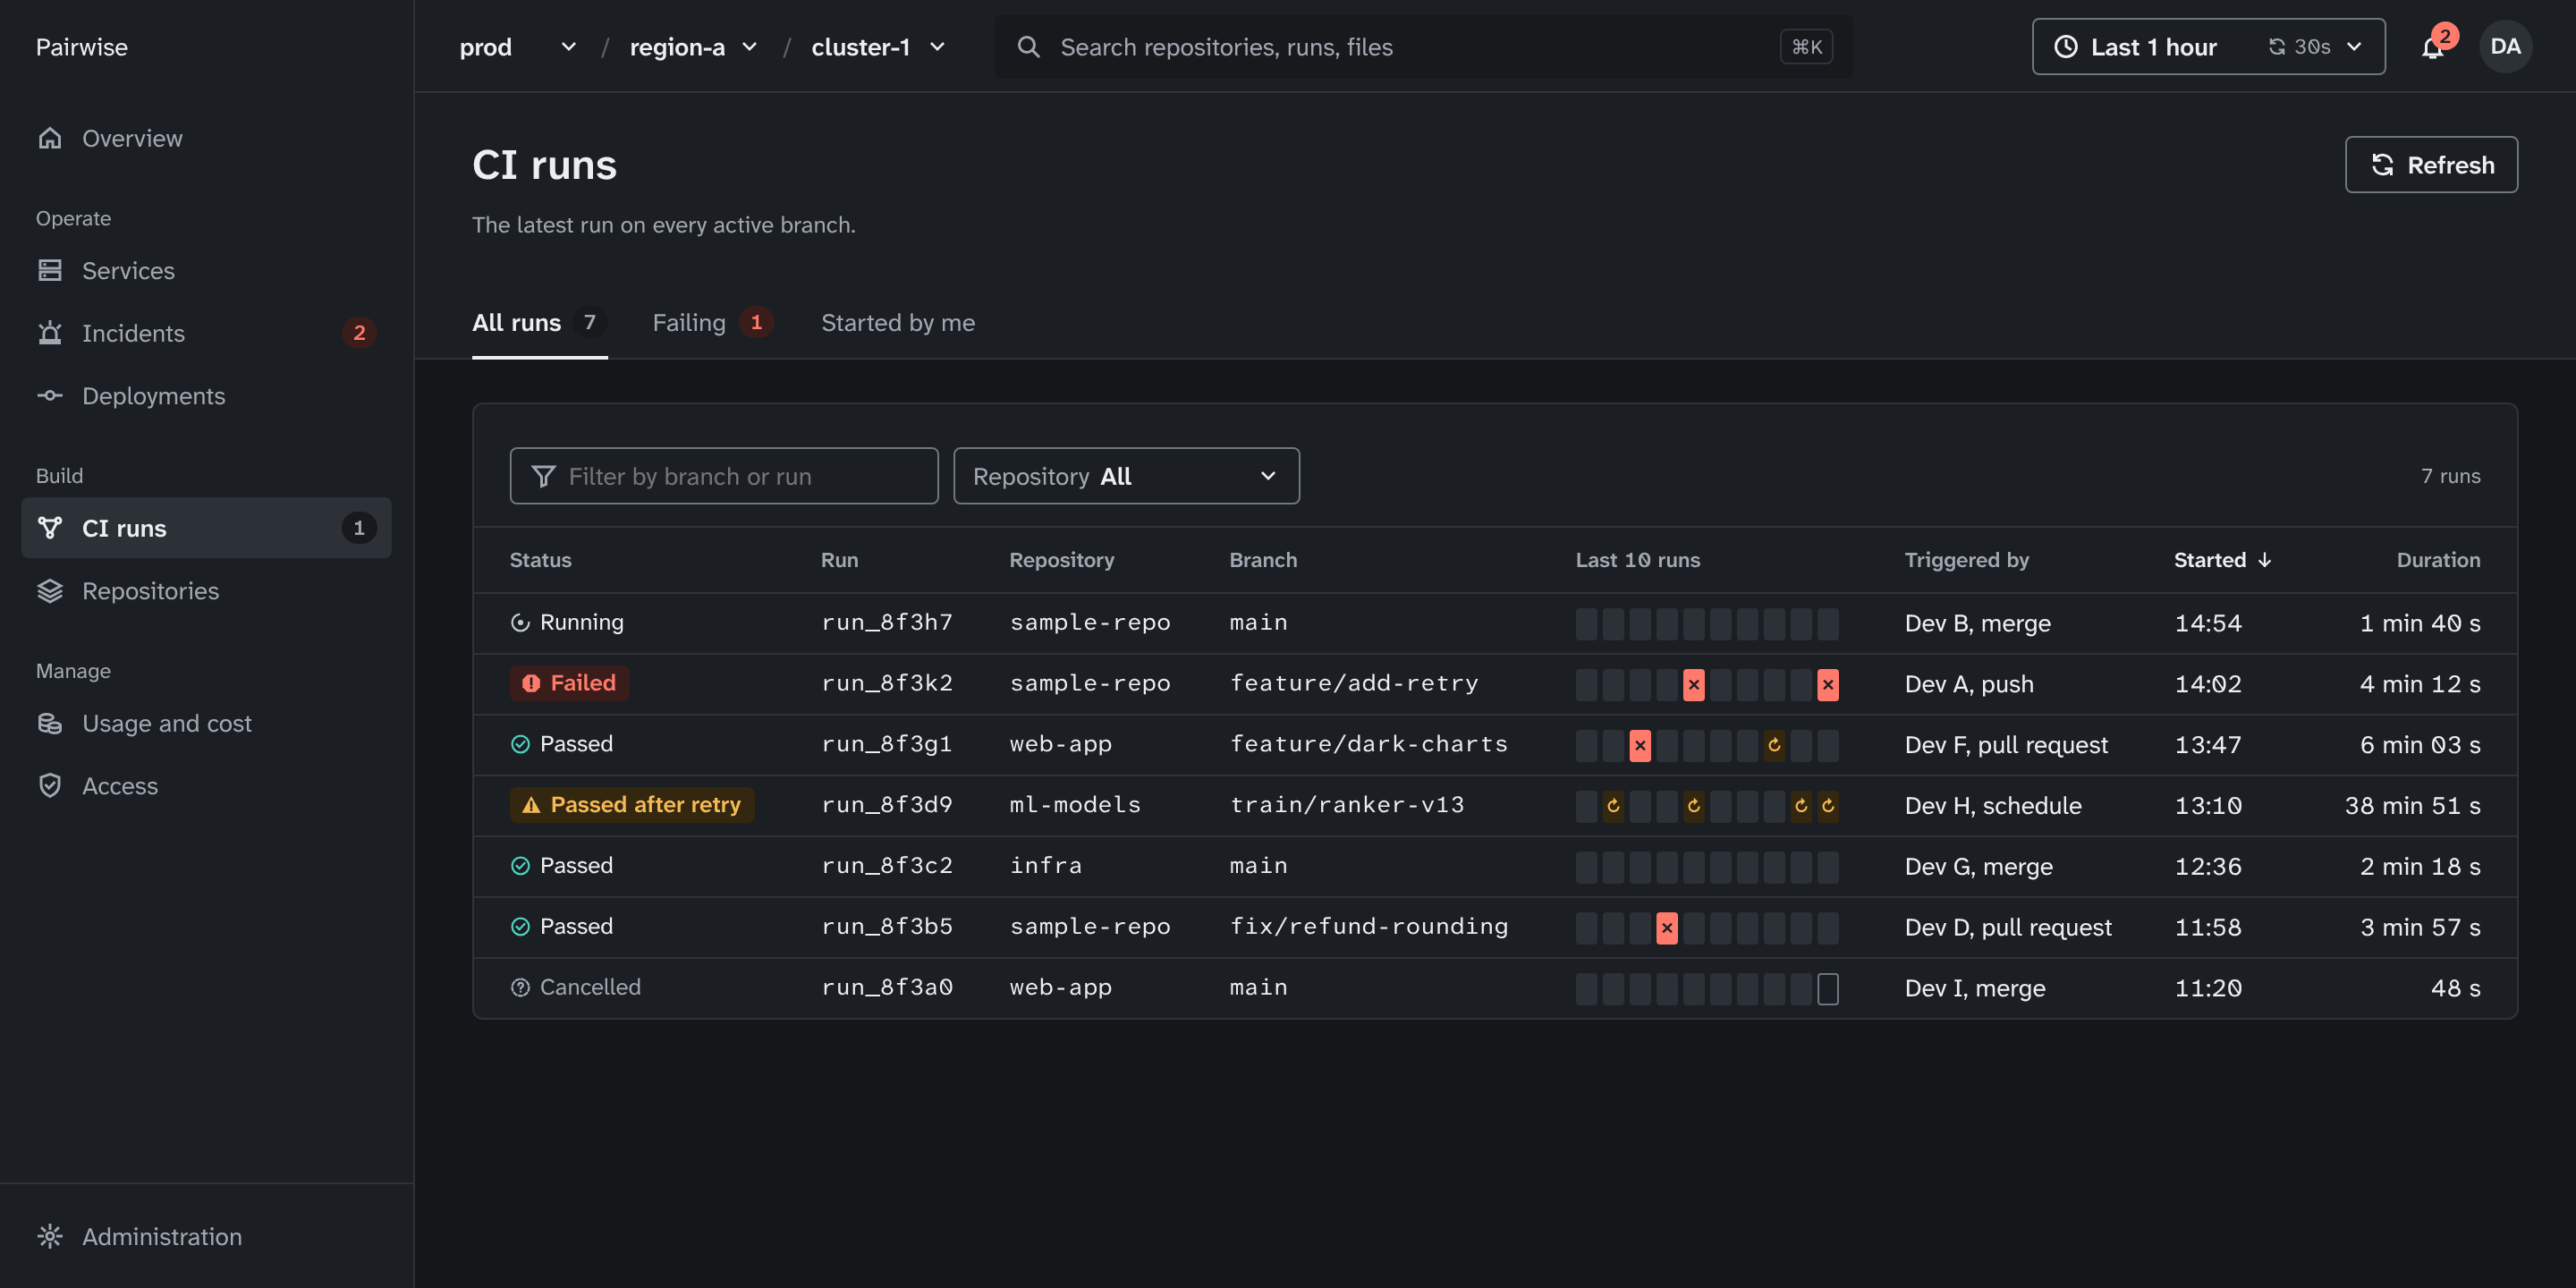 Pairwise
prod / region-a / cluster-1
Search repositories, runs, files ⌘K
Last 1 hour 30s
2
DA
Overview
Operate
Services
Incidents 2
Deployments
Build
CI runs 1
Repositories
Manage
Usage and cost
Access
Administration
CI runs
Refresh
The latest run on every active branch.
All runs 7 Failing 1 Started by me
Filter by branch or run Repository All 7 runs
Status Run Repository Branch Last 10 runs Triggered by Started ↓ Duration
Running run_8f3h7 sample-repo main Dev B, merge 14:54 1 min 40 s
Failed run_8f3k2 sample-repo feature/add-retry Dev A, push 14:02 4 min 12 s
Passed run_8f3g1 web-app feature/dark-charts Dev F, pull request 13:47 6 min 03 s
Passed after retry run_8f3d9 ml-models train/ranker-v13 Dev H, schedule 13:10 38 min 51 s
Passed run_8f3c2 infra main Dev G, merge 12:36 2 min 18 s
Passed run_8f3b5 sample-repo fix/refund-rounding Dev D, pull request 11:58 3 min 57 s
Cancelled run_8f3a0 web-app main Dev I, merge 11:20 48 s